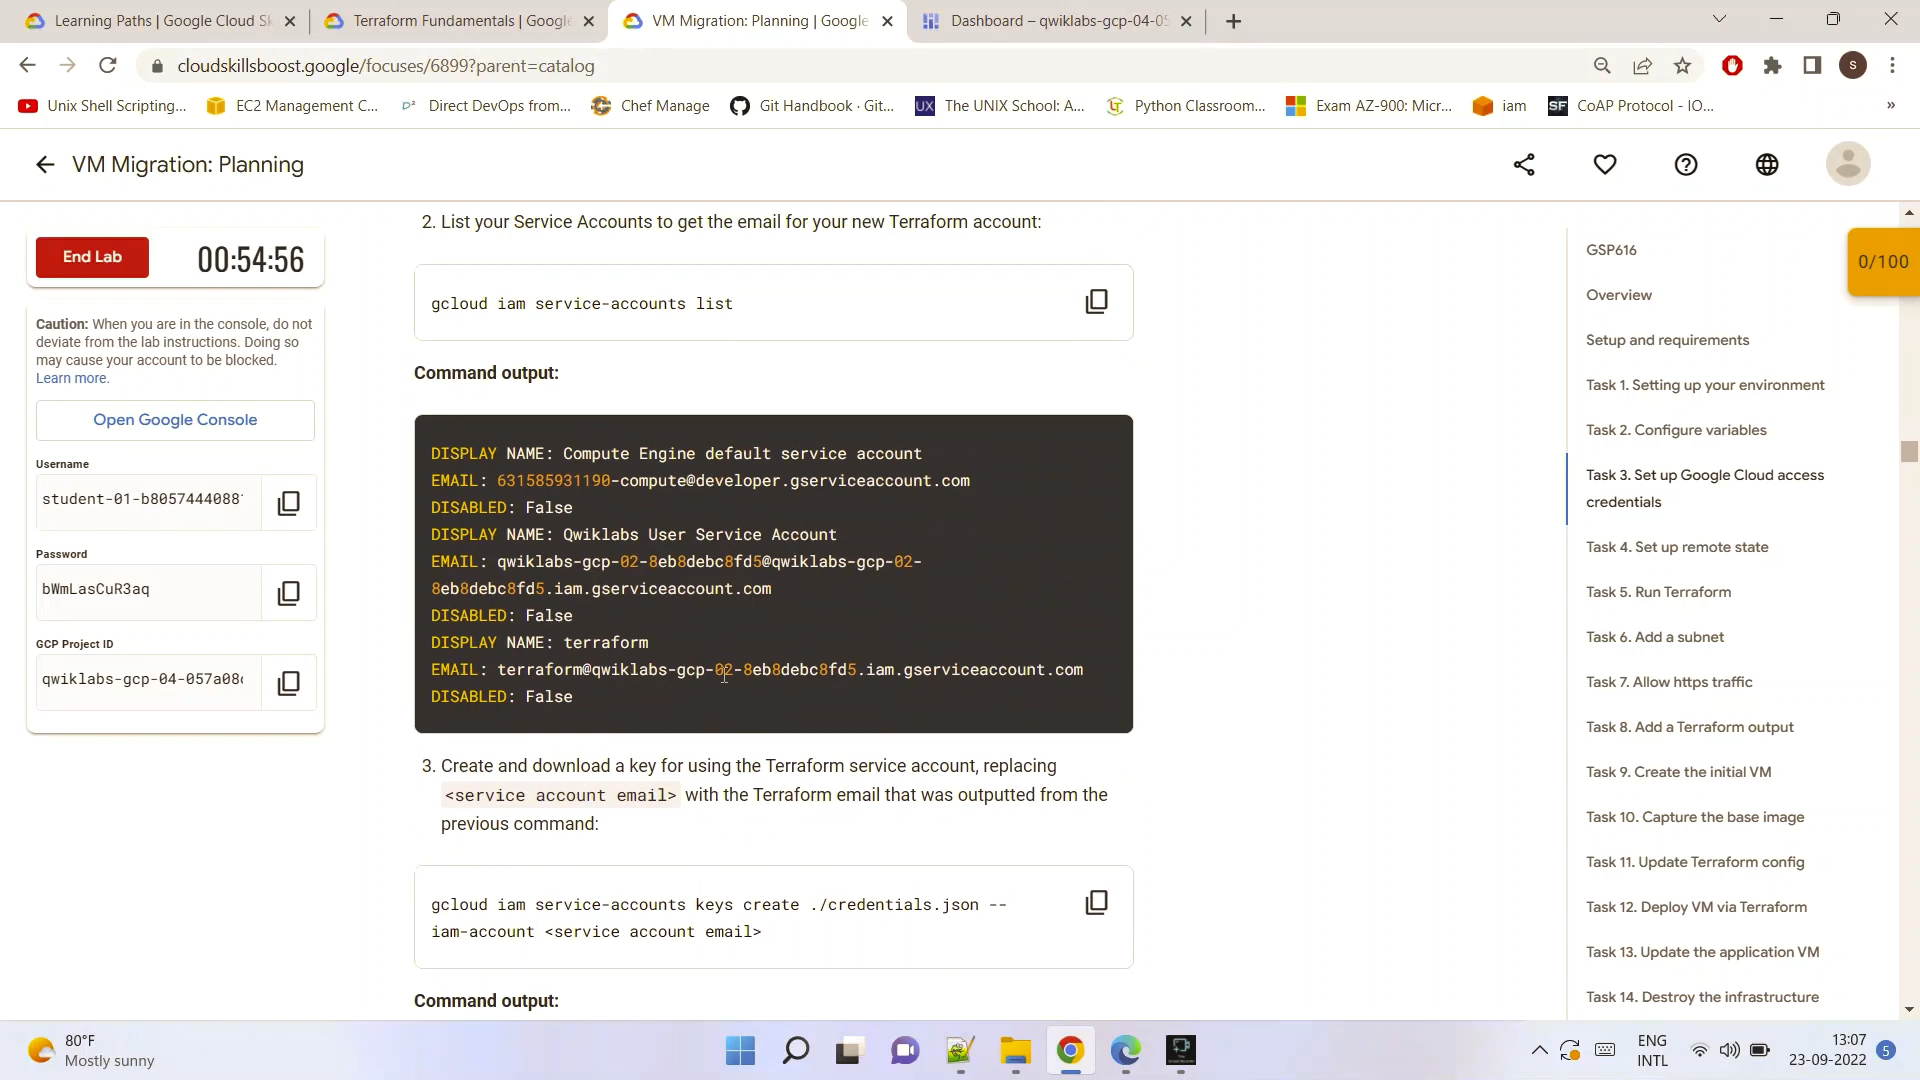 Learning Paths | Google Cloud Sk
Terraform Fundamentals | Google
VM Migration: Planning | Google
Dashboard – qwiklabs-gcp-04-05
cloudskillsboost.google/focuses/6899?parent=catalog
S
Unix Shell Scripting...
EC2 Management C...
Direct DevOps from...
Chef Manage
Git Handbook · Git...
UX The UNIX School: A...
Python Classroom...
Exam AZ-900: Micr...
iam
SF CoAP Protocol - IO...
»
VM Migration: Planning
End Lab
00:54:56
Caution: When you are in the console, do not
deviate from the lab instructions. Doing so
may cause your account to be blocked.
Learn more.
Open Google Console
Username
student-01-b8057444088
Password
bWmLasCuR3aq
GCP Project ID
qwiklabs-gcp-04-057a08
2. List your Service Accounts to get the email for your new Terraform account:
gcloud iam service-accounts list
Command output:
DISPLAY NAME: Compute Engine default service account
EMAIL: 631585931190-compute@developer.gserviceaccount.com
DISABLED: False
DISPLAY NAME: Qwiklabs User Service Account
EMAIL: qwiklabs-gcp-02-8eb8debc8fd5@qwiklabs-gcp-02-
8eb8debc8fd5.iam.gserviceaccount.com
DISABLED: False
DISPLAY NAME: terraform
EMAIL: terraform@qwiklabs-gcp-02-8eb8debc8fd5.iam.gserviceaccount.com
DISABLED: False
3. Create and download a key for using the Terraform service account, replacing
<service account email> with the Terraform email that was outputted from the
previous command:
gcloud iam service-accounts keys create ./credentials.json --
iam-account <service account email>
Command output:
GSP616
Overview
Setup and requirements
Task 1. Setting up your environment
Task 2. Configure variables
Task 3. Set up Google Cloud access
credentials
Task 4. Set up remote state
Task 5. Run Terraform
Task 6. Add a subnet
Task 7. Allow https traffic
Task 8. Add a Terraform output
Task 9. Create the initial VM
Task 10. Capture the base image
Task 11. Update Terraform config
Task 12. Deploy VM via Terraform
Task 13. Update the application VM
Task 14. Destroy the infrastructure
0/100
80°F
Mostly sunny
ENG
INTL
13:07
23-09-2022
5